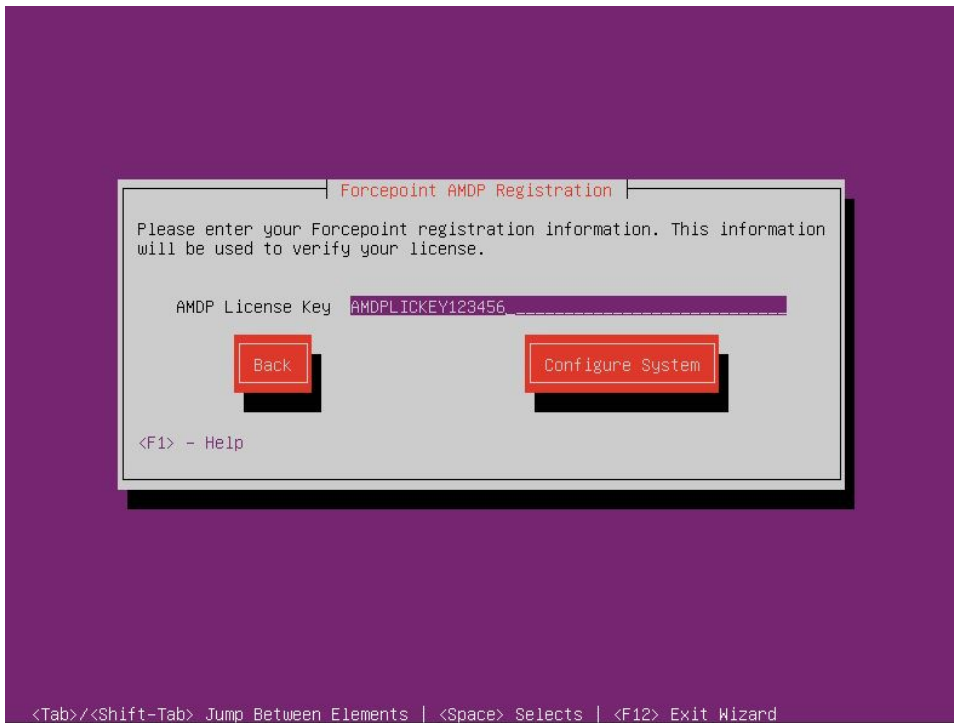 Forcepoint AMDP Registration
Please enter your Forcepoint registration information. This information
will be used to verify your license.
AMDP License Key AMDPLICKEY123456_____________________________
Back Configure System
<F1> - Help
<Tab>/<Shift-Tab> Jump Between Elements | <Space> Selects | <F12> Exit Wizard